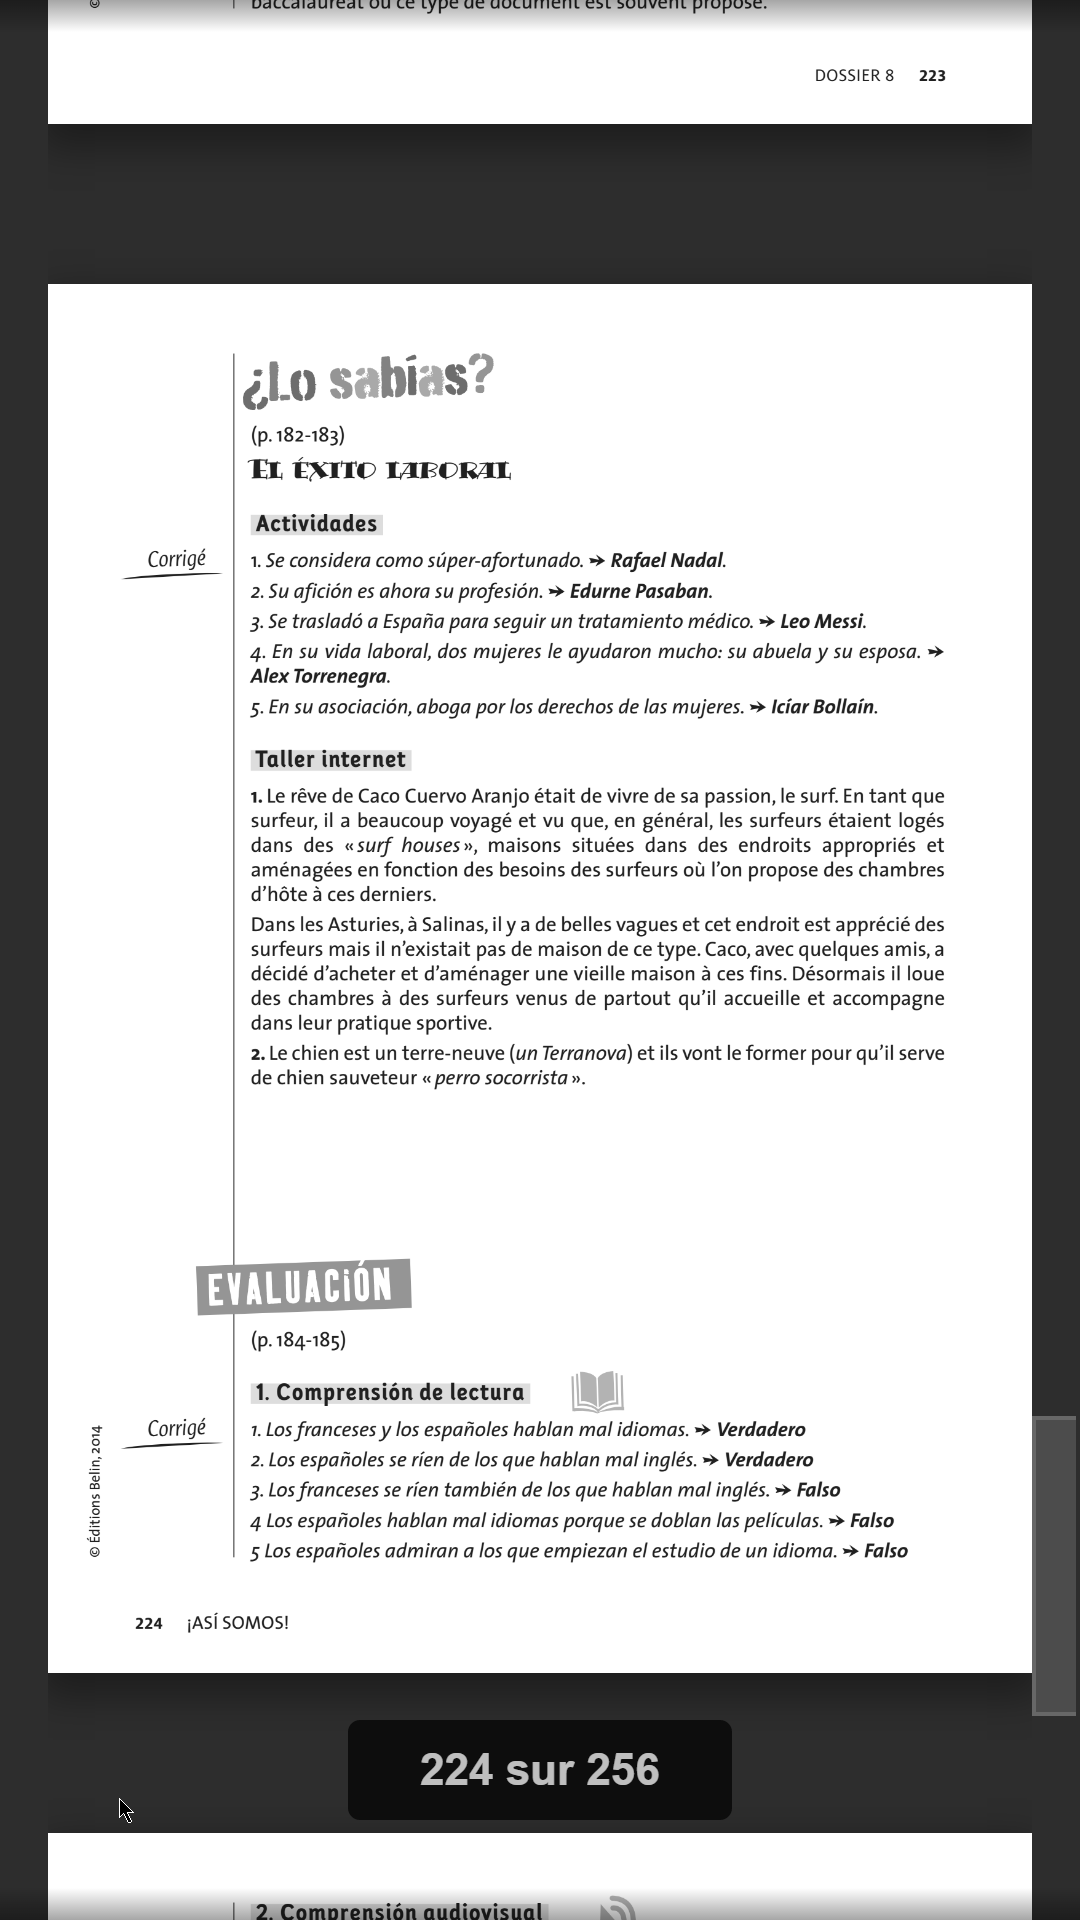 baccalauréat où ce type de document est souvent proposé.
©
DOSSIER 8 223
¿Lo sabías?
(p. 182-183)
EL ÉXITO LABORAL
Actividades
Corrigé
1. Se considera como súper-afortunado. ➔ Rafael Nadal.
2. Su afición es ahora su profesión. ➔ Edurne Pasaban.
3. Se trasladó a España para seguir un tratamiento médico. ➔ Leo Messi.
4. En su vida laboral, dos mujeres le ayudaron mucho: su abuela y su esposa. ➔
Alex Torrenegra.
5. En su asociación, aboga por los derechos de las mujeres. ➔ Icíar Bollaín.
Taller internet
1. Le rêve de Caco Cuervo Aranjo était de vivre de sa passion, le surf. En tant que
surfeur, il a beaucoup voyagé et vu que, en général, les surfeurs étaient logés
dans des « surf houses », maisons situées dans des endroits appropriés et
aménagées en fonction des besoins des surfeurs où l’on propose des chambres
d’hôte à ces derniers.
Dans les Asturies, à Salinas, il y a de belles vagues et cet endroit est apprécié des
surfeurs mais il n’existait pas de maison de ce type. Caco, avec quelques amis, a
décidé d’acheter et d’aménager une vieille maison à ces fins. Désormais il loue
des chambres à des surfeurs venus de partout qu’il accueille et accompagne
dans leur pratique sportive.
2. Le chien est un terre-neuve (un Terranova) et ils vont le former pour qu’il serve
de chien sauveteur « perro socorrista ».
EVALUACIÓN
(p. 184-185)
1. Comprensión de lectura
Corrigé
1. Los franceses y los españoles hablan mal idiomas. ➔ Verdadero
2. Los españoles se ríen de los que hablan mal inglés. ➔ Verdadero
3. Los franceses se ríen también de los que hablan mal inglés. ➔ Falso
4 Los españoles hablan mal idiomas porque se doblan las películas. ➔ Falso
5 Los españoles admiran a los que empiezan el estudio de un idioma. ➔ Falso
© Éditions Belin, 2014
224 ¡ASÍ SOMOS!
224 sur 256
2. Comprensión audiovisual